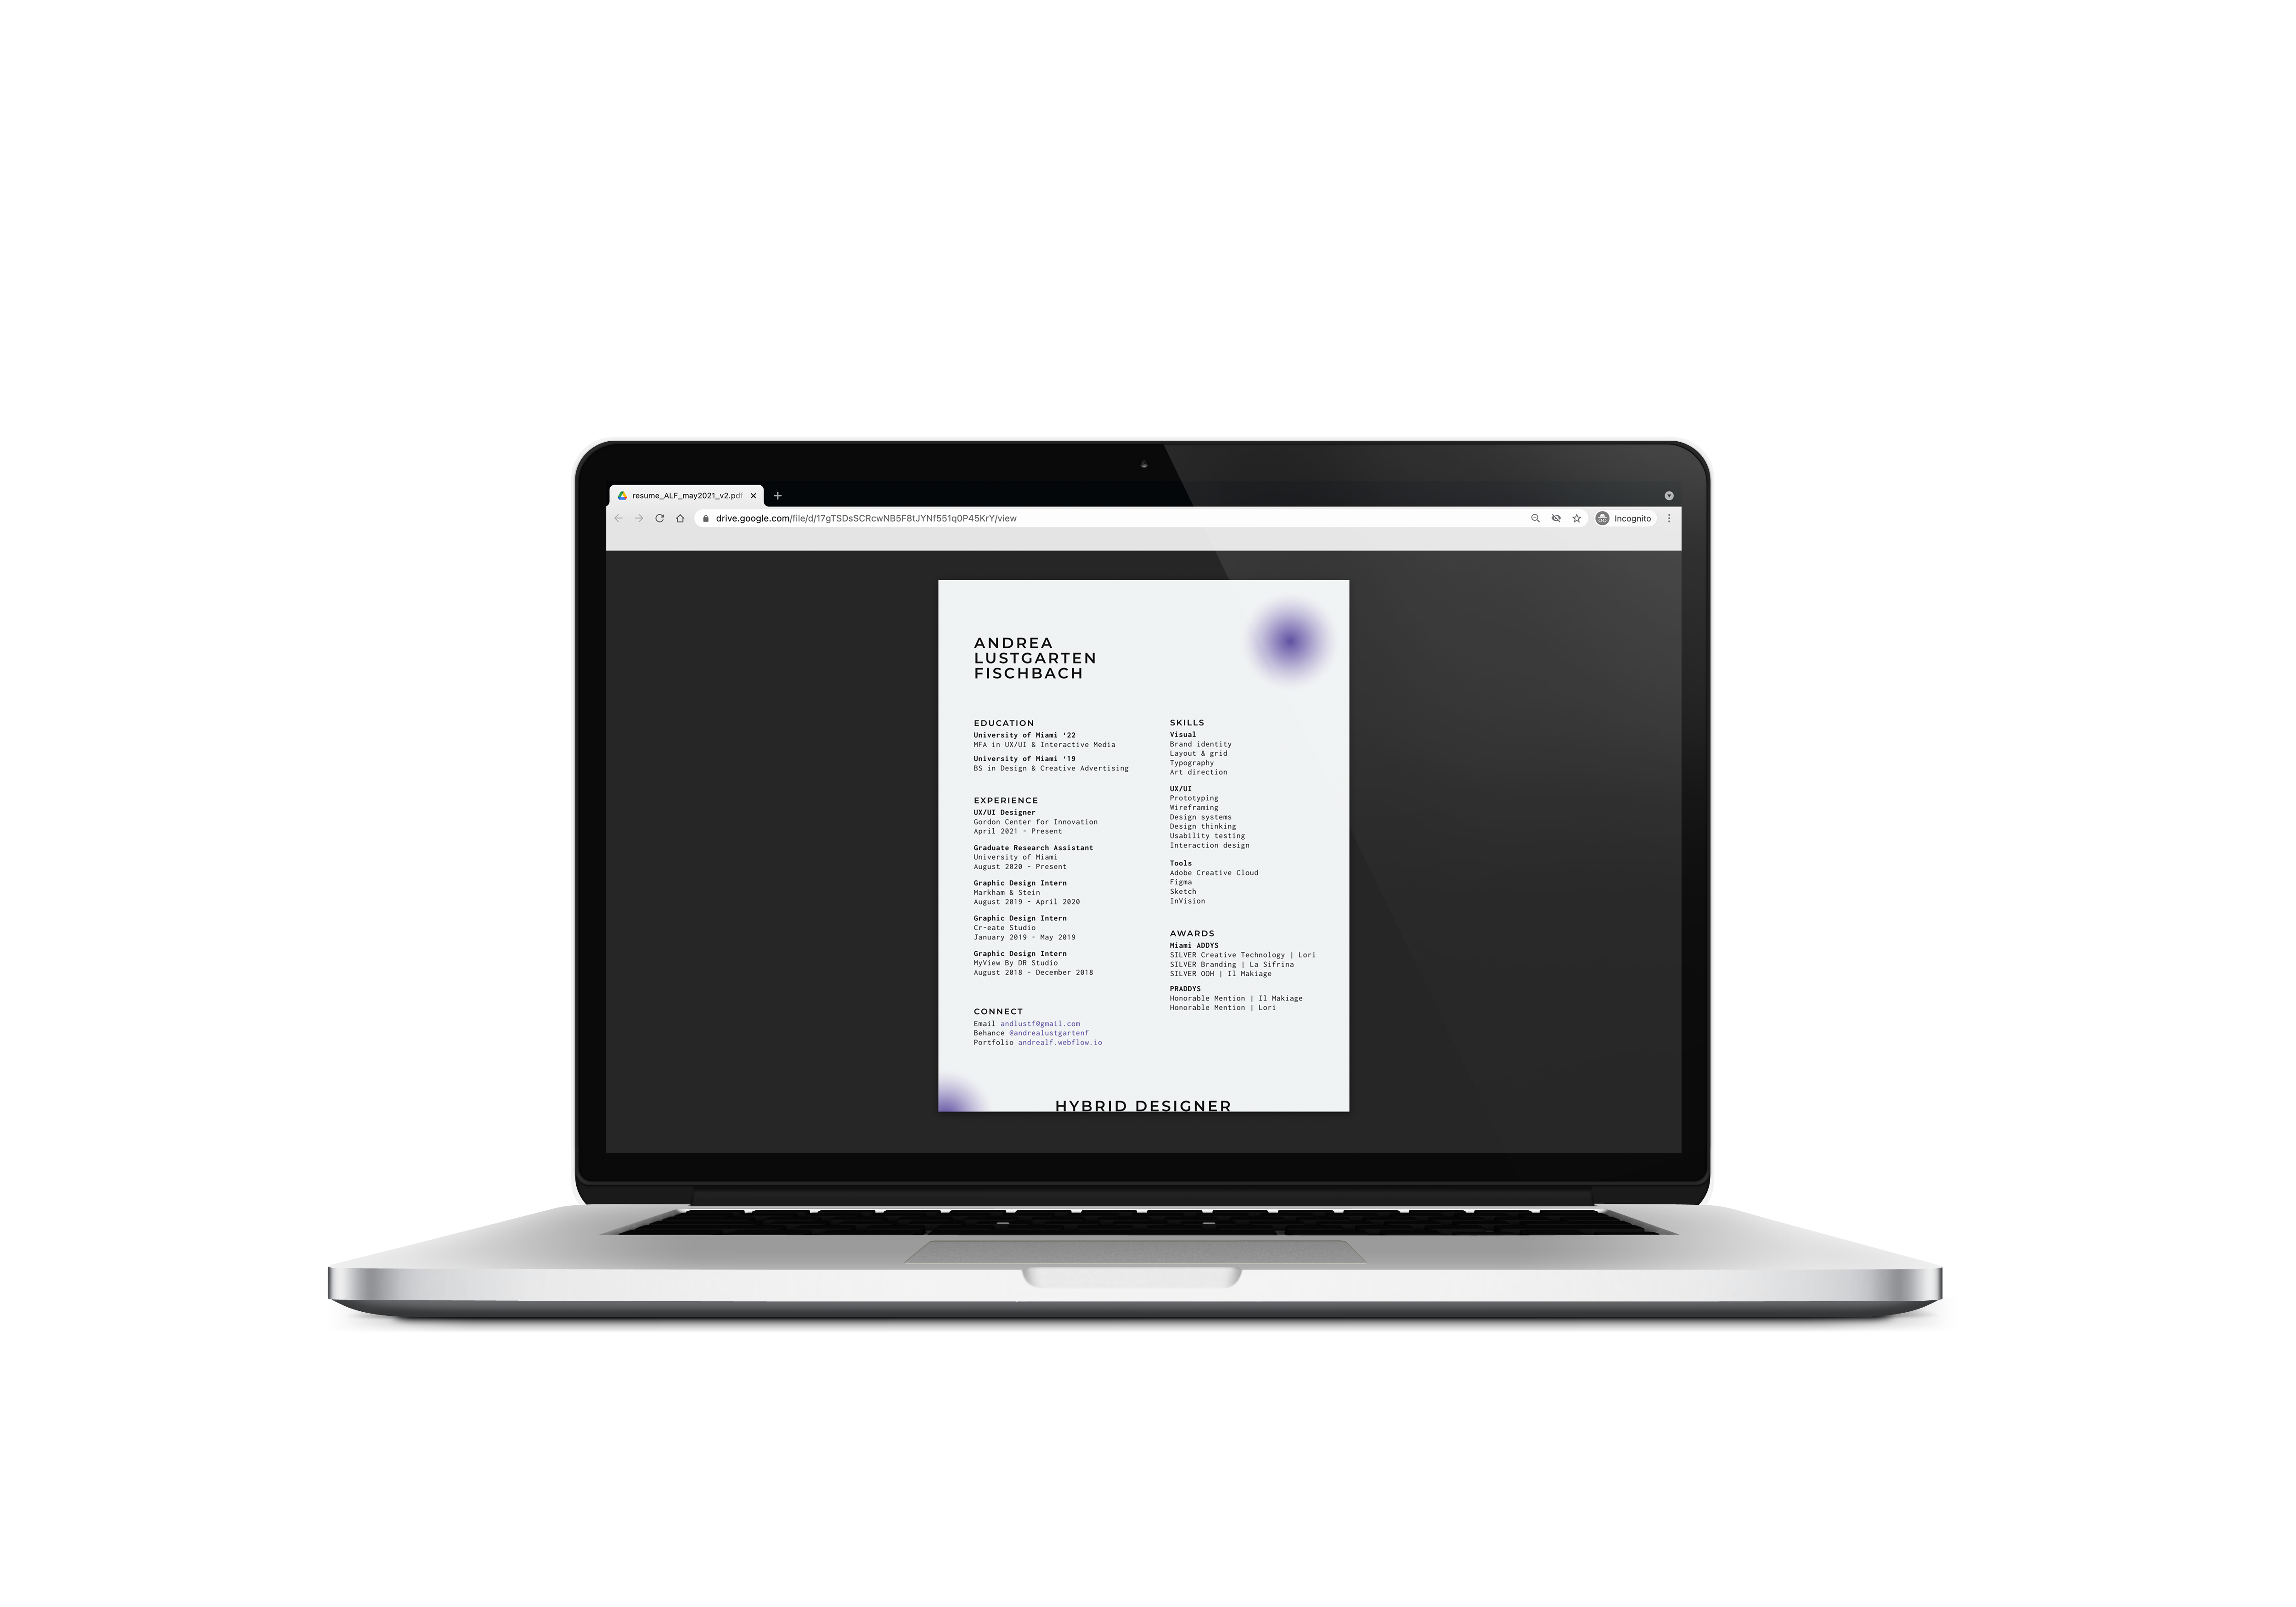 resume_ALF_may2021_v2.pdf
drive.google.com/file/d/17gTSDsSCRcwNB5F8tJYNf551q0P45KrY/view
Incognito
ANDREA
LUSTGARTEN
FISCHBACH
EDUCATION
University of Miami ‘22
MFA in UX/UI & Interactive Media
University of Miami ‘19
BS in Design & Creative Advertising
EXPERIENCE
UX/UI Designer
Gordon Center for Innovation
April 2021 - Present
Graduate Research Assistant
University of Miami
August 2020 - Present
Graphic Design Intern
Markham & Stein
August 2019 - April 2020
Graphic Design Intern
Cr-eate Studio
January 2019 - May 2019
Graphic Design Intern
MyView By DR Studio
August 2018 - December 2018
CONNECT
Email andlustf@gmail.com
Behance @andrealustgartenf
Portfolio andrealf.webflow.io
SKILLS
Visual
Brand identity
Layout & grid
Typography
Art direction
UX/UI
Prototyping
Wireframing
Design systems
Design thinking
Usability testing
Interaction design
Tools
Adobe Creative Cloud
Figma
Sketch
InVision
AWARDS
Miami ADDYS
SILVER Creative Technology | Lori
SILVER Branding | La Sifrina
SILVER OOH | Il Makiage
PRADDYS
Honorable Mention | Il Makiage
Honorable Mention | Lori
HYBRID DESIGNER